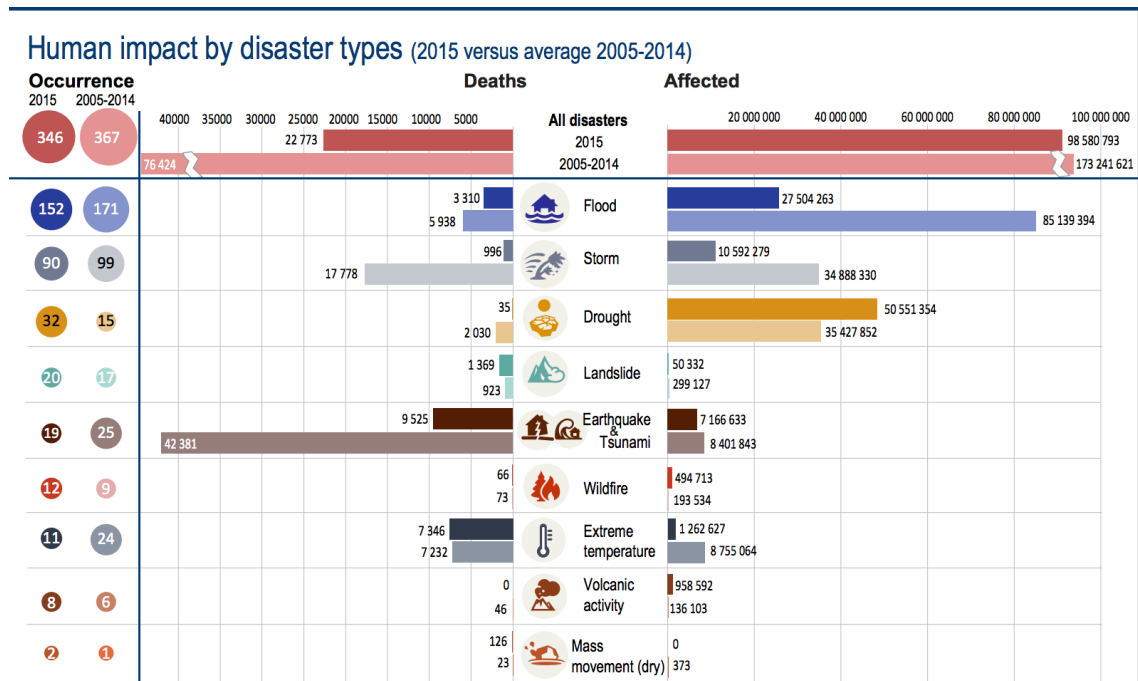 Human impact by disaster types (2015 versus average 2005-2014)
Occurrence Deaths Affected
2015 2005-2014
40000 35000 30000 25000 20000 15000 10000 5000 All disasters 20 000 000 40 000 000 60 000 000 80 000 000 100 000 000
346 367 22 773 2015 98 580 793
76 424 2005-2014 173 241 621
152 171 3 310 Flood 27 504 263
5 938 85 139 394
90 99 996 Storm 10 592 279
17 778 34 888 330
32 15 35 Drought 50 551 354
2 030 35 427 852
20 17 1 369 Landslide 50 332
923 299 127
19 25 9 525 Earthquake 7 166 633
&
42 381 Tsunami 8 401 843
12 9 66 Wildfire 494 713
73 193 534
11 24 7 346 Extreme 1 262 627
7 232 temperature 8 755 064
8 6 0 Volcanic 958 592
46 activity 136 103
2 1 126 Mass 0
23 movement (dry) 373